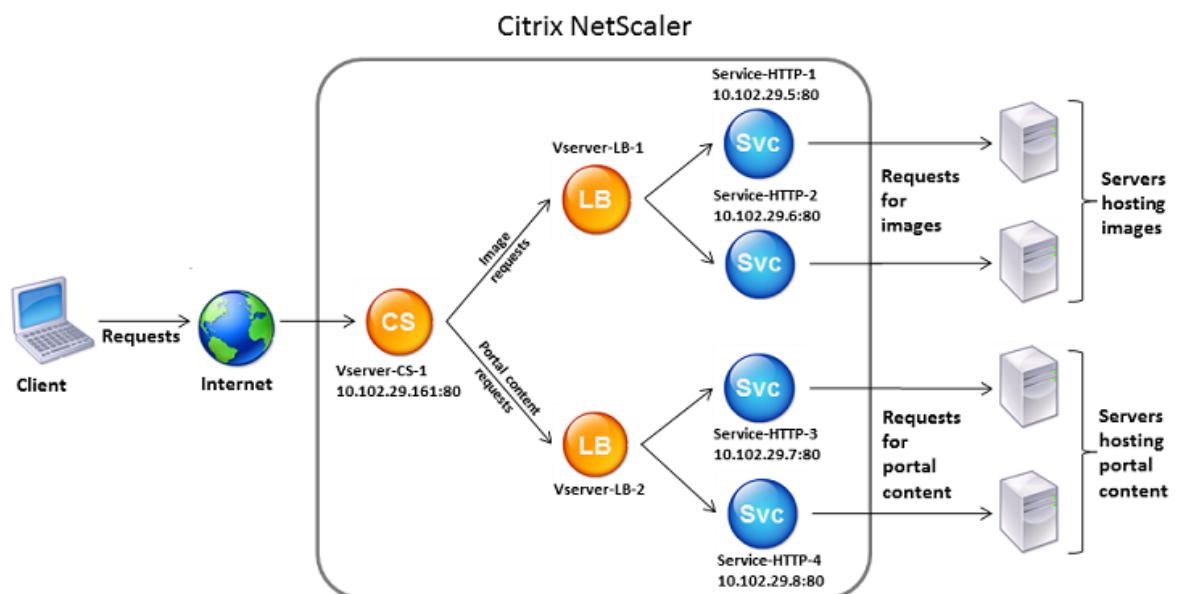 Citrix NetScaler
Service-HTTP-1
10.102.29.5:80
Svc
Vserver-LB-1
LB
Service-HTTP-2
10.102.29.6:80
Svc
Requests
for
images
Servers
hosting
images
Image
requests
Client
Requests
Internet
CS
Vserver-CS-1
10.102.29.161:80
Portal content
requests
LB
Vserver-LB-2
Svc
Service-HTTP-3
10.102.29.7:80
Svc
Service-HTTP-4
10.102.29.8:80
Requests
for
portal
content
Servers
hosting
portal
content